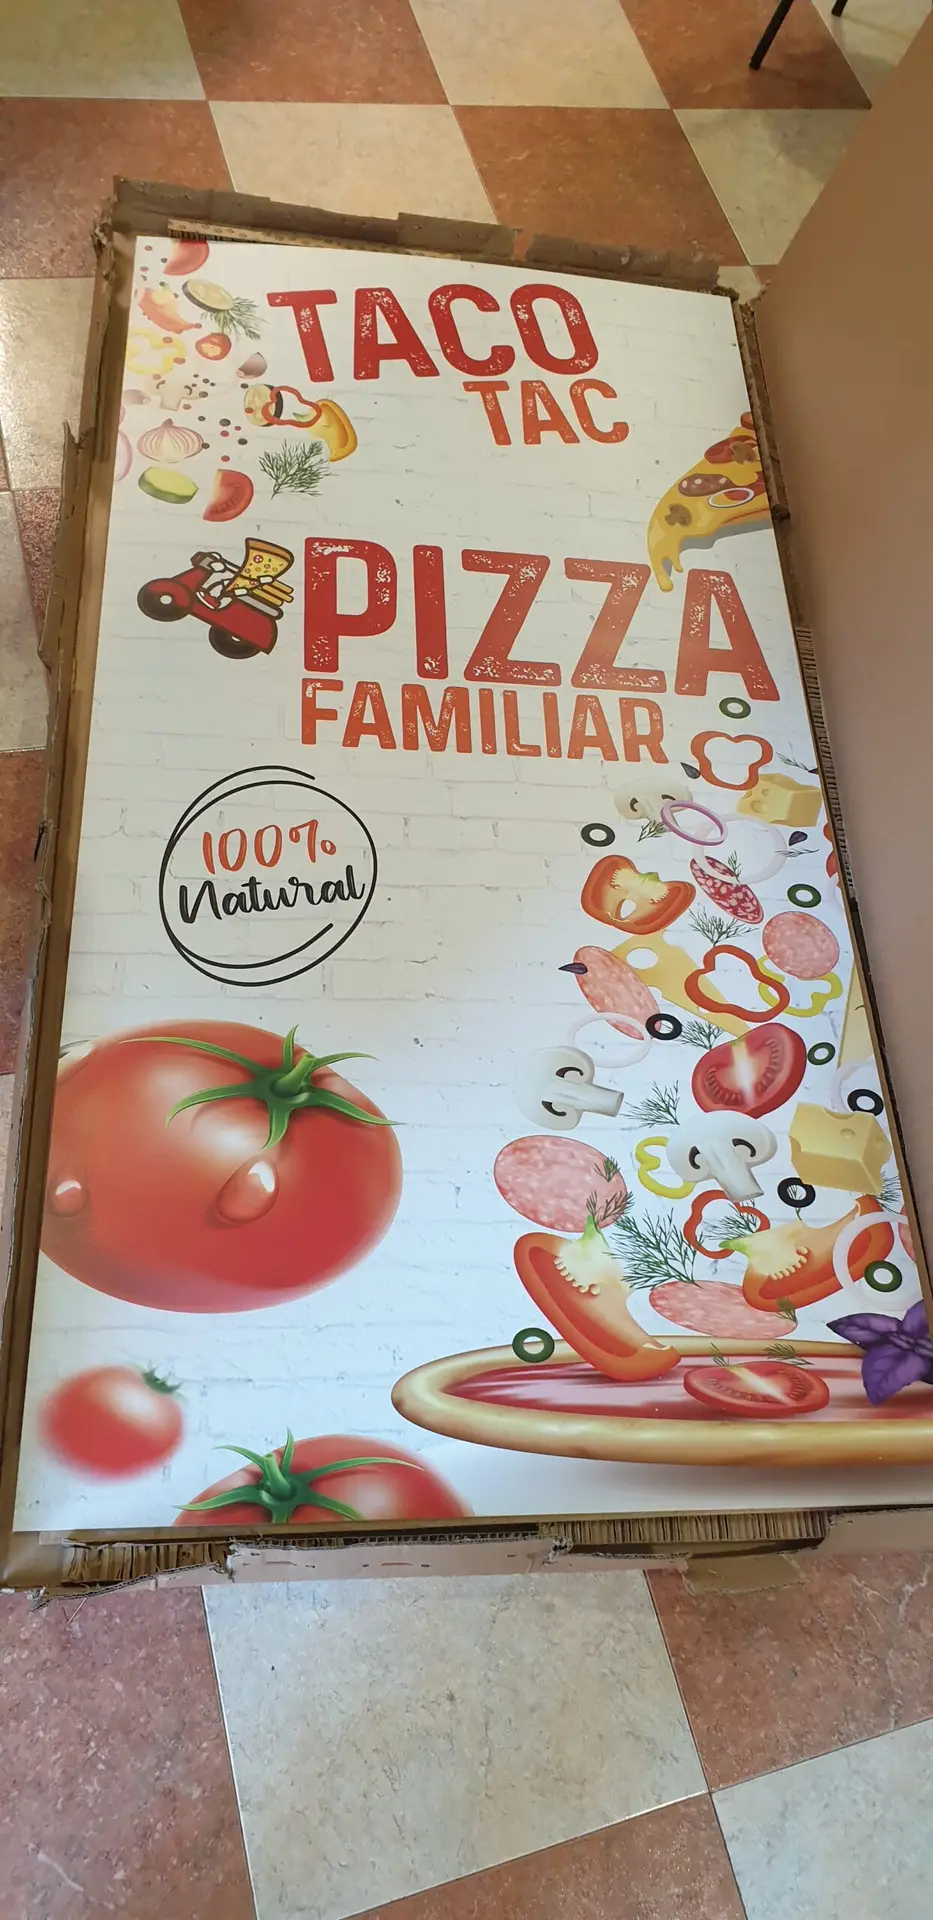 TACO
TAC
PIZZA
FAMILIAR
100%
Natural